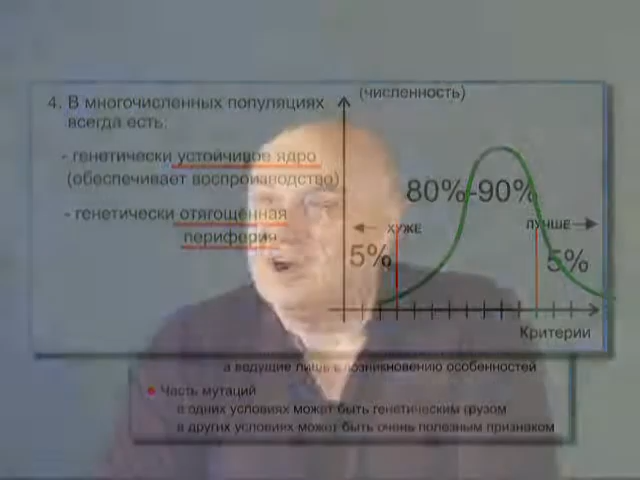 (численность)
4. В многочисленных популяциях
всегда есть:
- генетически устойчивое ядро
(обеспечивает воспроизводство)
80%-90%
- генетически отягощённая
периферия
ХУЖЕ
ЛУЧШЕ
5%
5%
Критерии
а ведущие лишь к возникновению особенностей
Часть мутаций
в одних условиях может быть генетическим грузом
в других условиях может быть очень полезным признаком